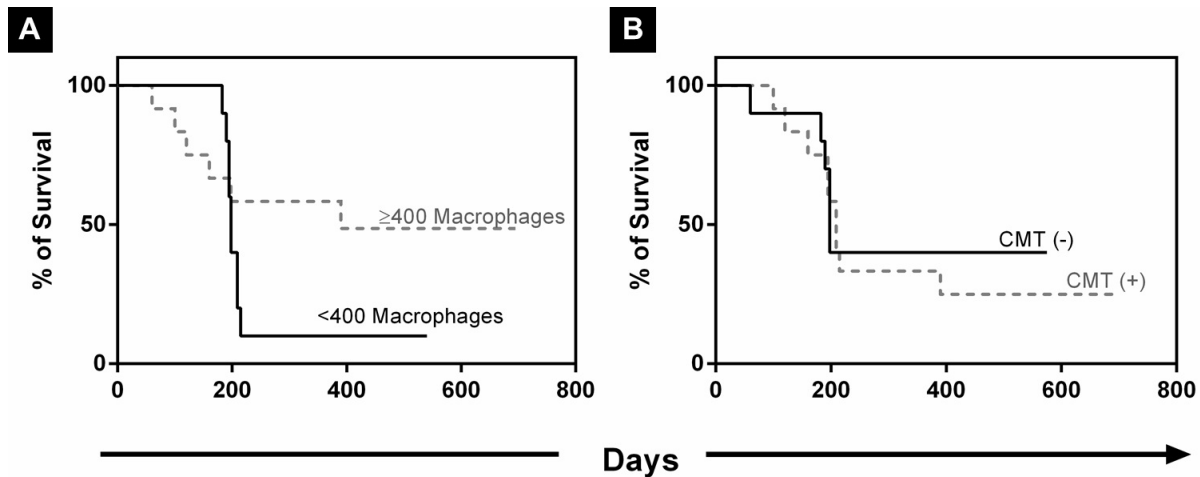 A
% of Survival
100
50
0
≥400 Macrophages
<400 Macrophages
0 200 400 600 800
B
% of Survival
100
50
0
CMT (-)
CMT (+)
0 200 400 600 800
Days